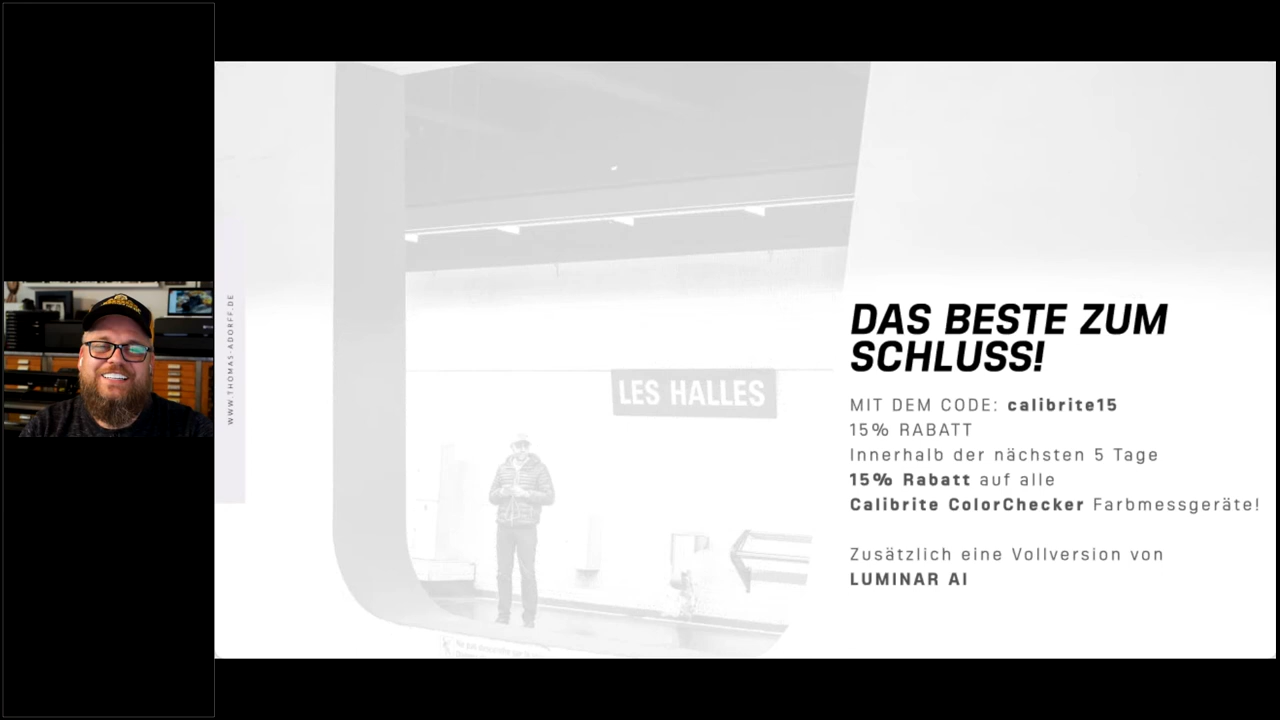 WWW.THOMAS-ADORFF.DE
LES HALLES
DAS BESTE ZUM
SCHLUSS!
MIT DEM CODE: calibrite15
15% RABATT
Innerhalb der nächsten 5 Tage
15% Rabatt auf alle
Calibrite ColorChecker Farbmessgeräte!
Zusätzlich eine Vollversion von
LUMINAR AI